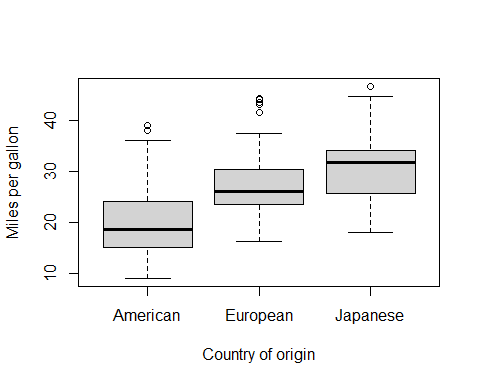 Miles per gallon
40
30
20
10
American European Japanese
Country of origin